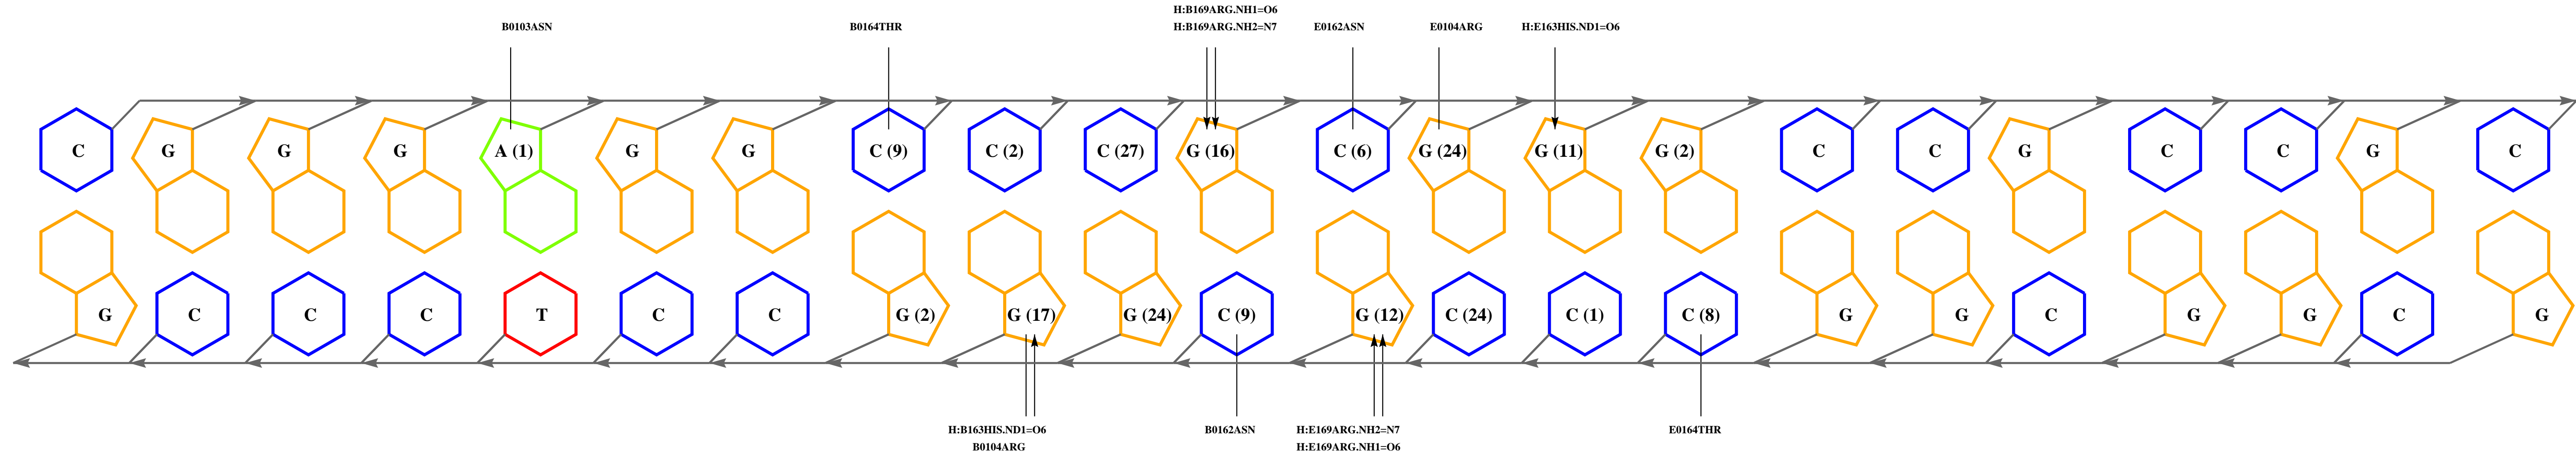 H:B169ARG.NH1=O6
B0103ASN B0164THR H:B169ARG.NH2=N7 E0162ASN E0104ARG H:E163HIS.ND1=O6
C G G G A (1) G G C (9) C (2) C (27) G (16) C (6) G (24) G (11) G (2) C C G C C G C
G C C C T C C G (2) G (17) G (24) C (9) G (12) C (24) C (1) C (8) G G C G G C G
H:B163HIS.ND1=O6 B0162ASN H:E169ARG.NH2=N7 E0164THR
B0104ARG H:E169ARG.NH1=O6